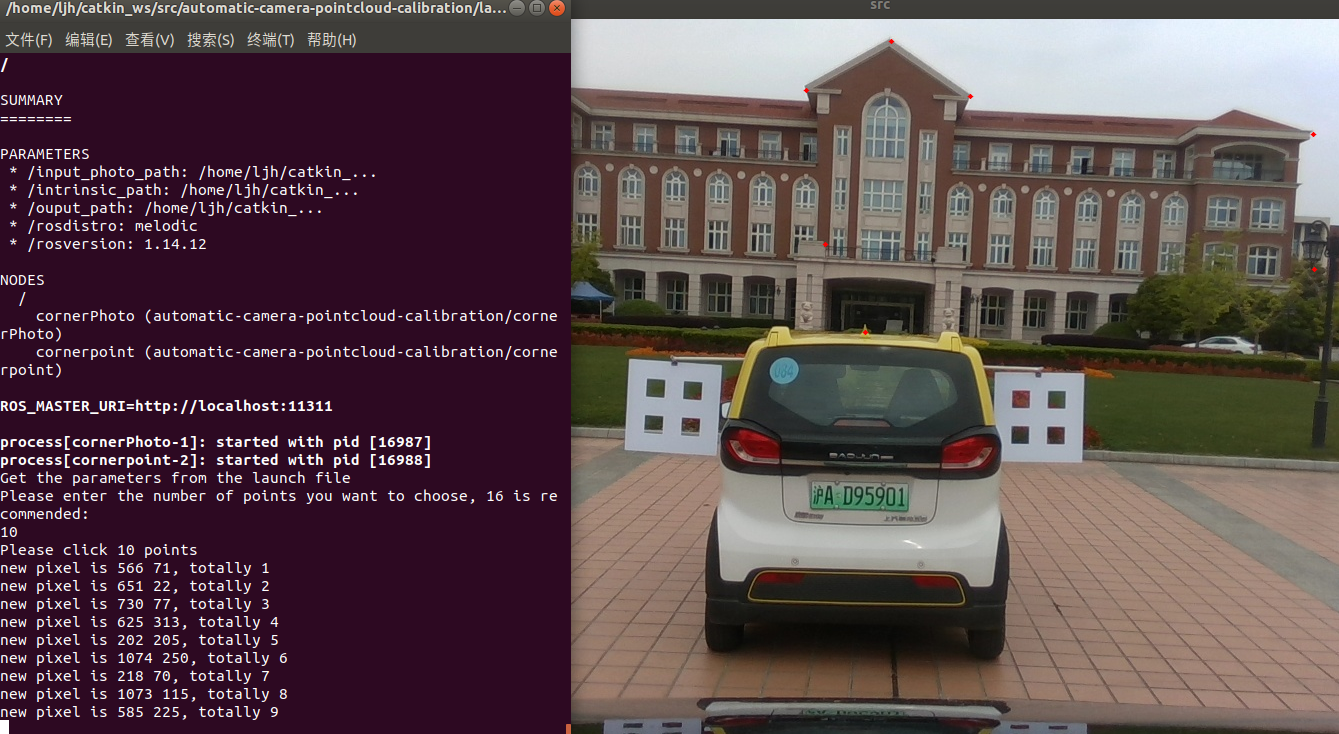 /home/ljh/catkin_ws/src/automatic-camera-pointcloud-calibration/la...
src
文件(F) 编辑(E) 查看(V) 搜索(S) 终端(T) 帮助(H)
/
SUMMARY
========
PARAMETERS
* /input_photo_path: /home/ljh/catkin_...
* /intrinsic_path: /home/ljh/catkin_...
* /ouput_path: /home/ljh/catkin_...
* /rosdistro: melodic
* /rosversion: 1.14.12
NODES
/
cornerPhoto (automatic-camera-pointcloud-calibration/corne
rPhoto)
cornerpoint (automatic-camera-pointcloud-calibration/corne
rpoint)
ROS_MASTER_URI=http://localhost:11311
process[cornerPhoto-1]: started with pid [16987]
process[cornerpoint-2]: started with pid [16988]
Get the parameters from the launch file
Please enter the number of points you want to choose, 16 is re
commended:
10
Please click 10 points
new pixel is 566 71, totally 1
new pixel is 651 22, totally 2
new pixel is 730 77, totally 3
new pixel is 625 313, totally 4
new pixel is 202 205, totally 5
new pixel is 1074 250, totally 6
new pixel is 218 70, totally 7
new pixel is 1073 115, totally 8
new pixel is 585 225, totally 9
084
BAOJUN
沪A·D95901